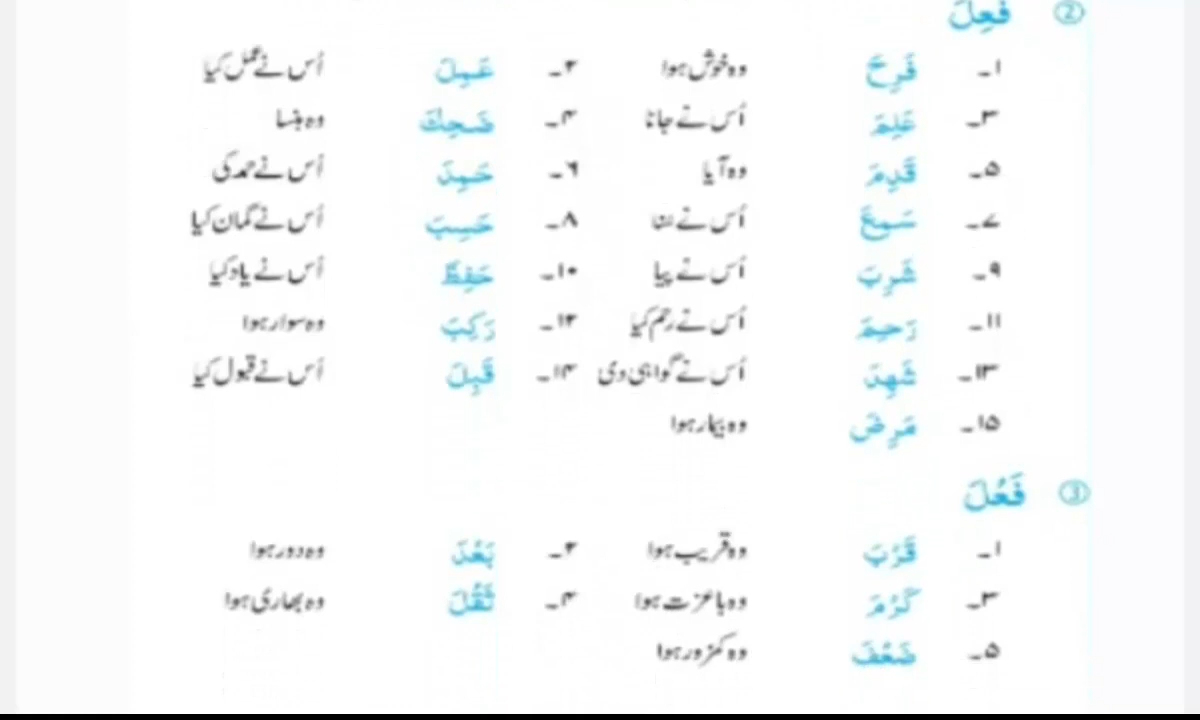 ② فَعِلَ
۱۔ فَرِحَ وہ خوش ہوا ۲۔ عَمِلَ اُس نے عمل کیا
۳۔ عَلِمَ اُس نے جانا ۴۔ ضَحِكَ وہ ہنسا
۵۔ قَدِمَ وہ آیا ۶۔ حَمِدَ اُس نے حمد کی
۷۔ سَمِعَ اُس نے سُنا ۸۔ حَسِبَ اُس نے گمان کیا
۹۔ شَرِبَ اُس نے پیا ۱۰۔ حَفِظَ اُس نے یاد کیا
۱۱۔ رَحِمَ اُس نے رحم کیا ۱۲۔ رَكِبَ وہ سوار ہوا
۱۳۔ شَهِدَ اُس نے گواہی دی ۱۴۔ قَبِلَ اُس نے قبول کیا
۱۵۔ مَرِضَ وہ بیمار ہوا
③ فَعُلَ
۱۔ قَرُبَ وہ قریب ہوا ۲۔ بَعُدَ وہ دور ہوا
۳۔ كَرُمَ وہ باعزت ہوا ۴۔ ثَقُلَ وہ بھاری ہوا
۵۔ ضَعُفَ وہ کمزور ہوا